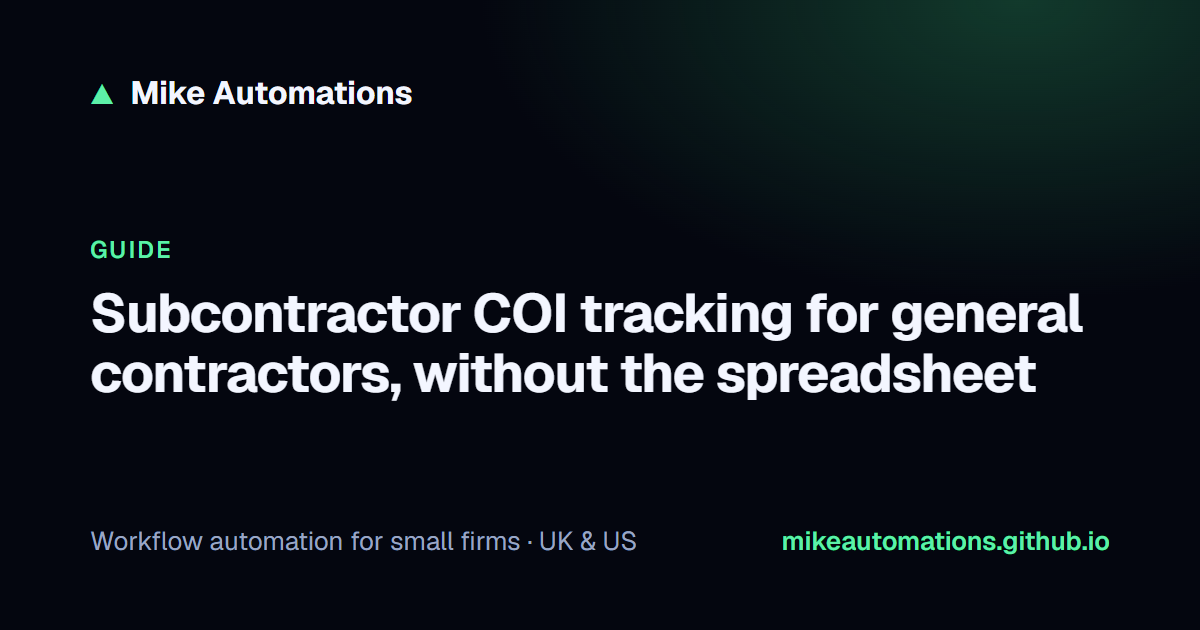 Mike Automations
GUIDE
Subcontractor COI tracking for general
contractors, without the spreadsheet
Workflow automation for small firms · UK & US
mikeautomations.github.io